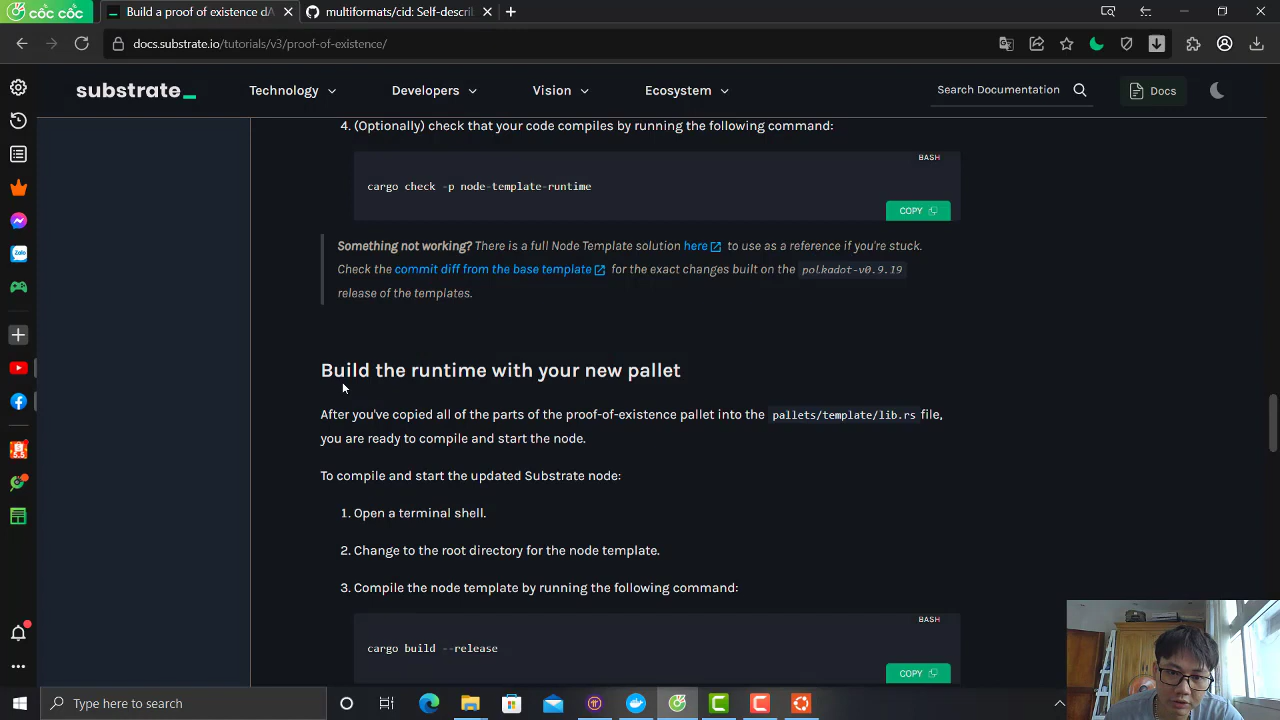 cốc cốc
Build a proof of existence dA
multiformats/cid: Self-descril
docs.substrate.io/tutorials/v3/proof-of-existence/
substrate_
Technology
Developers
Vision
Ecosystem
Search Documentation
Docs
4. (Optionally) check that your code compiles by running the following command:
BASH
cargo check -p node-template-runtime
COPY
Something not working? There is a full Node Template solution here to use as a reference if you're stuck.
Check the commit diff from the base template for the exact changes built on the polkadot-v0.9.19
release of the templates.
Build the runtime with your new pallet
After you've copied all of the parts of the proof-of-existence pallet into the pallets/template/lib.rs file,
you are ready to compile and start the node.
To compile and start the updated Substrate node:
1. Open a terminal shell.
2. Change to the root directory for the node template.
3. Compile the node template by running the following command:
BASH
cargo build --release
COPY
Zalo
5.5
Type here to search